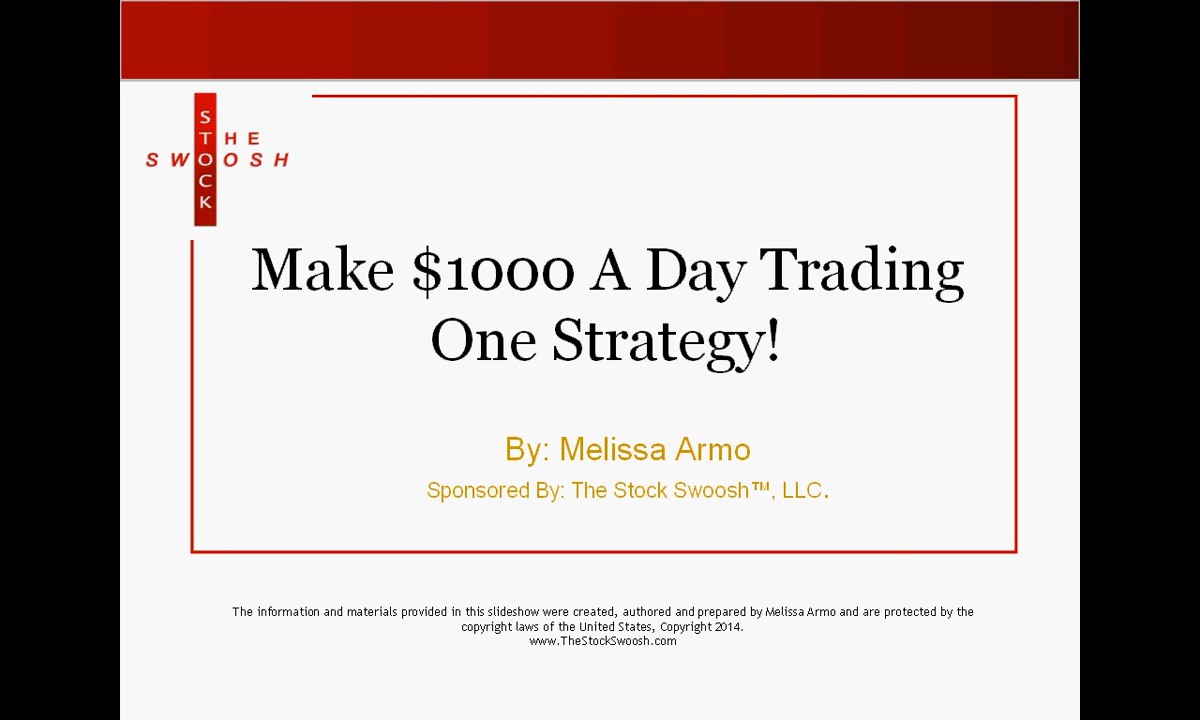 THE
STOCK
SWOOSH
Make $1000 A Day Trading
One Strategy!
By: Melissa Armo
Sponsored By: The Stock Swoosh™, LLC.
The information and materials provided in this slideshow were created, authored and prepared by Melissa Armo and are protected by the
copyright laws of the United States, Copyright 2014.
www.TheStockSwoosh.com